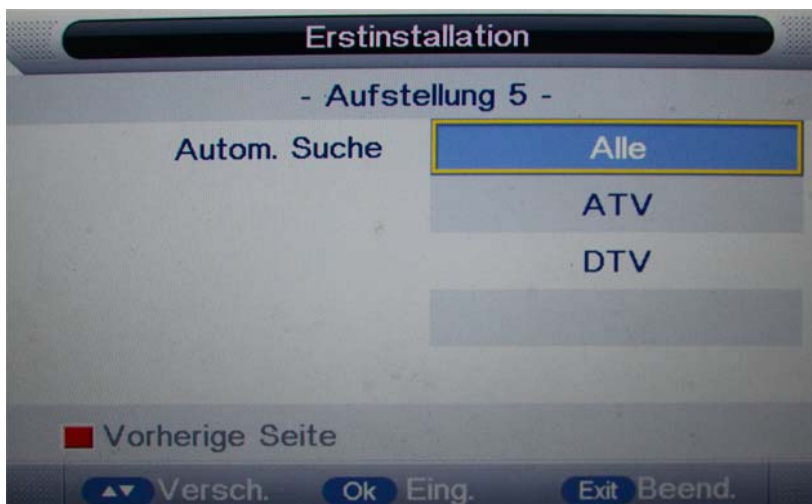 Erstinstallation
- Aufstellung 5 -
Autom. Suche Alle
ATV
DTV
Vorherige Seite
▲▼ Versch. Ok Eing. Exit Beend.